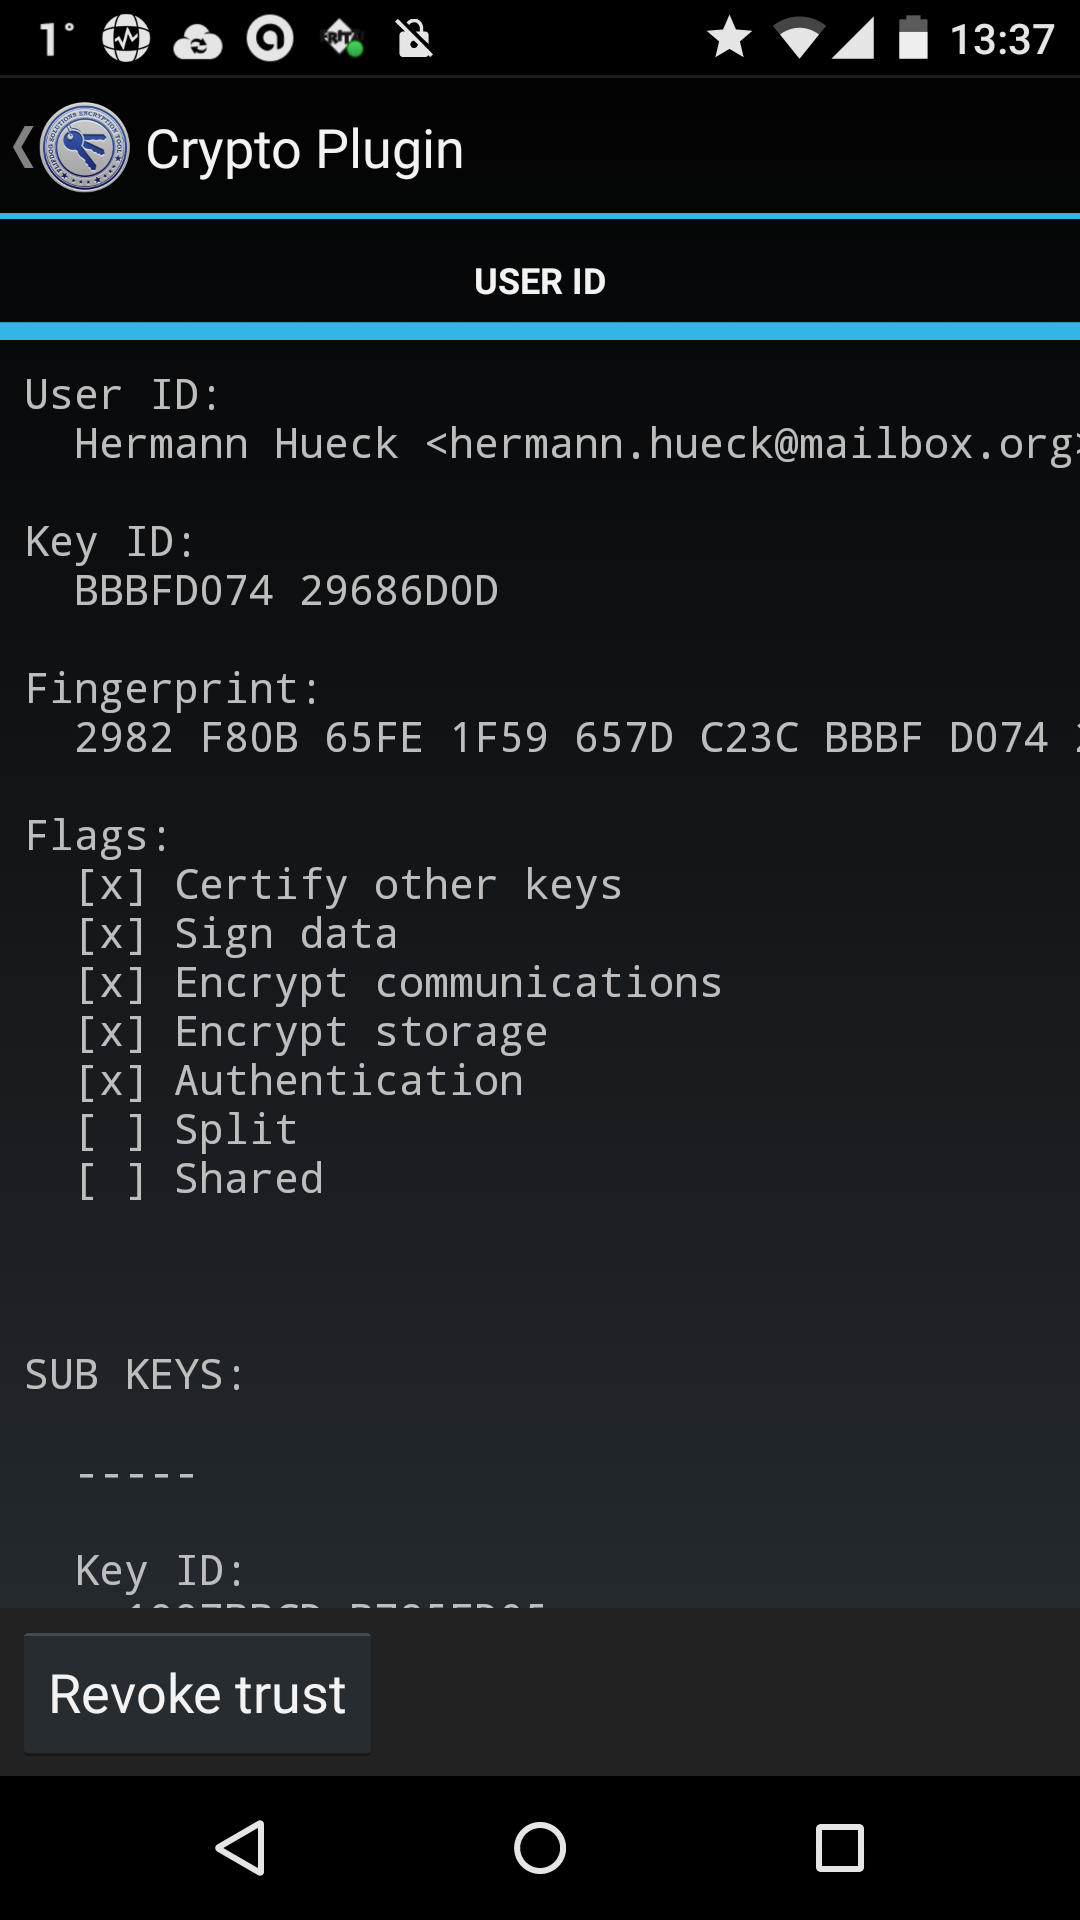 1°
13:37
Crypto Plugin
USER ID
User ID:
Hermann Hueck <hermann.hueck@mailbox.org>
Key ID:
BBBFD074 29686D0D
Fingerprint:
2982 F80B 65FE 1F59 657D C23C BBBF D074
Flags:
[x] Certify other keys
[x] Sign data
[x] Encrypt communications
[x] Encrypt storage
[x] Authentication
[ ] Split
[ ] Shared
SUB KEYS:
-----
Key ID:
Revoke trust